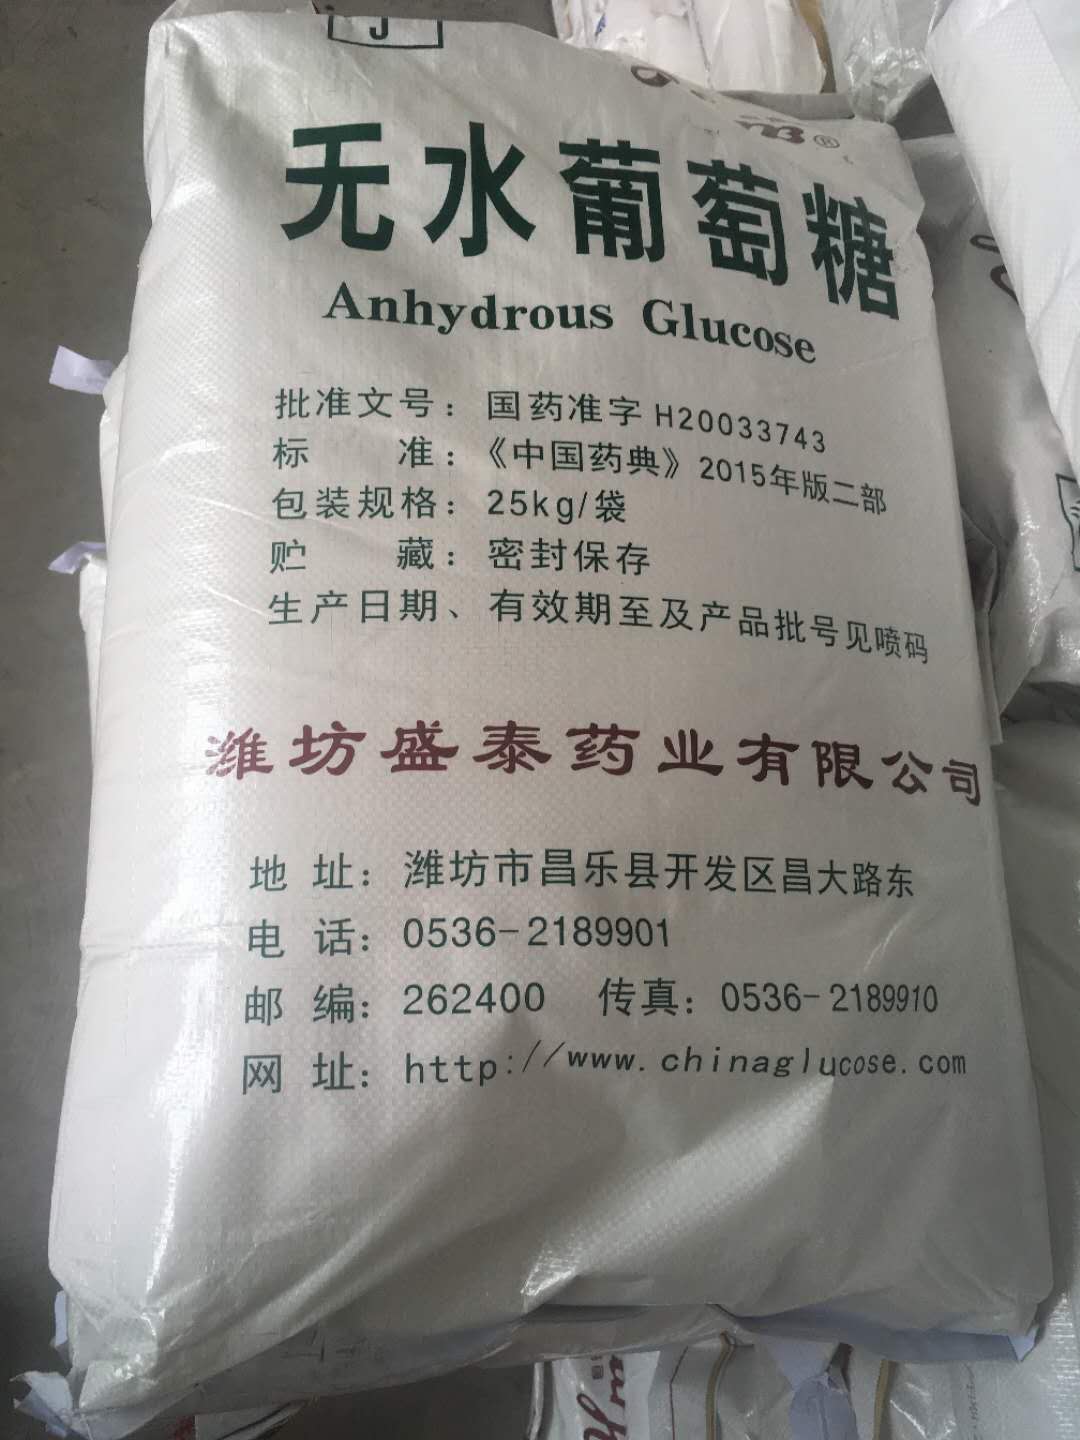 J
®
无水葡萄糖
Anhydrous Glucose
批准文号：国药准字 H20033743
标 准：《中国药典》2015年版二部
包装规格：25kg/袋
贮 藏：密封保存
生产日期、有效期至及产品批号见喷码
潍坊盛泰药业有限公司
地 址：潍坊市昌乐县开发区昌大路东
电 话：0536-2189901
邮 编：262400 传真：0536-2189910
网 址：http://www.chinaglucose.com